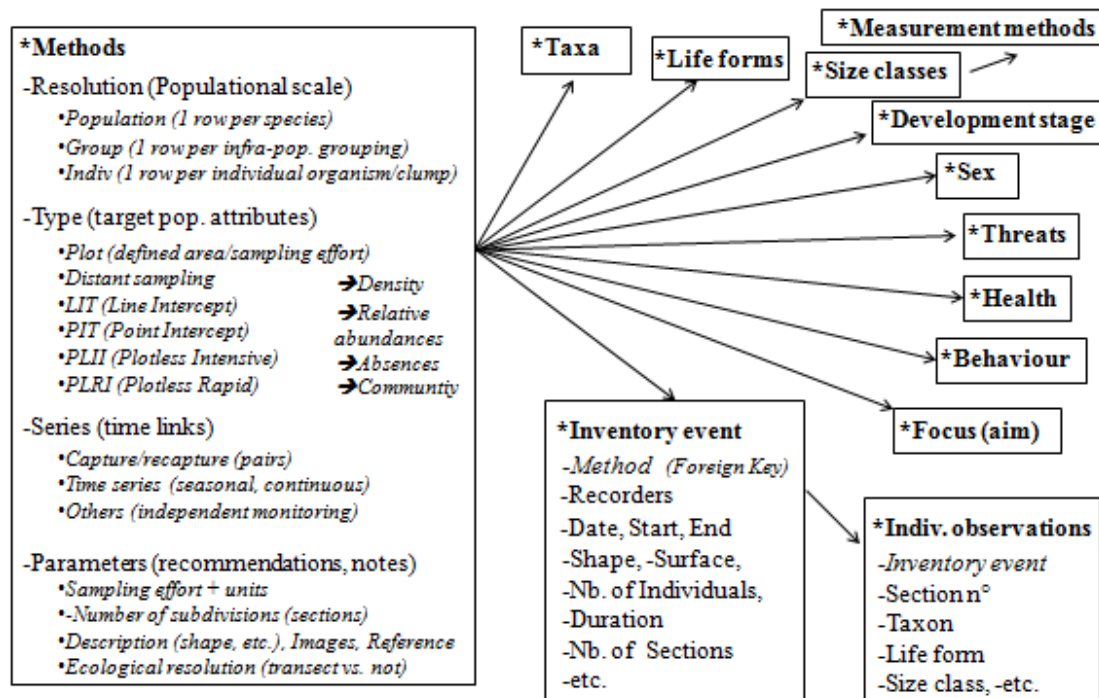 *Methods
-Resolution (Populational scale)
•Population (1 row per species)
•Group (1 row per infra-pop. grouping)
•Indiv (1 row per individual organism/clump)
-Type (target pop. attributes)
•Plot (defined area/sampling effort)
•Distant sampling
•LIT (Line Intercept)
•PIT (Point Intercept)
•PLII (Plotless Intensive)
•PLRI (Plotless Rapid)
➔Density
➔Relative
abundances
➔Absences
➔Communtiy
-Series (time links)
•Capture/recapture (pairs)
•Time series (seasonal, continuous)
•Others (independent monitoring)
-Parameters (recommendations, notes)
•Sampling effort + units
•-Number of subdivisions (sections)
•Description (shape, etc.), Images, Reference
•Ecological resolution (transect vs. not)
*Taxa
*Life forms
*Size classes
*Measurement methods
*Development stage
*Sex
*Threats
*Health
*Behaviour
*Focus (aim)
*Inventory event
-Method (Foreign Key)
-Recorders
-Date, Start, End
-Shape, -Surface,
-Nb. of Individuals,
-Duration
-Nb. of Sections
-etc.
*Indiv. observations
-Inventory event
-Section n°
-Taxon
-Life form
-Size class, -etc.